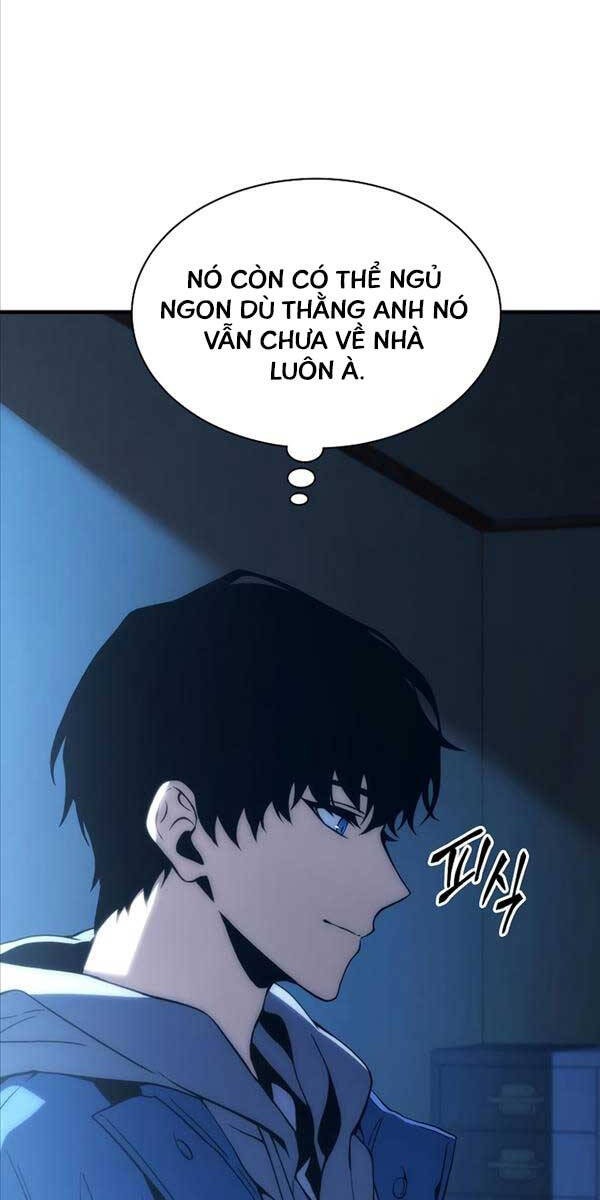 NÓ CÒN CÓ THỂ NGỦ
NGON DÙ THẰNG ANH NÓ
VẪN CHƯA VỀ NHÀ
LUÔN À.
피식